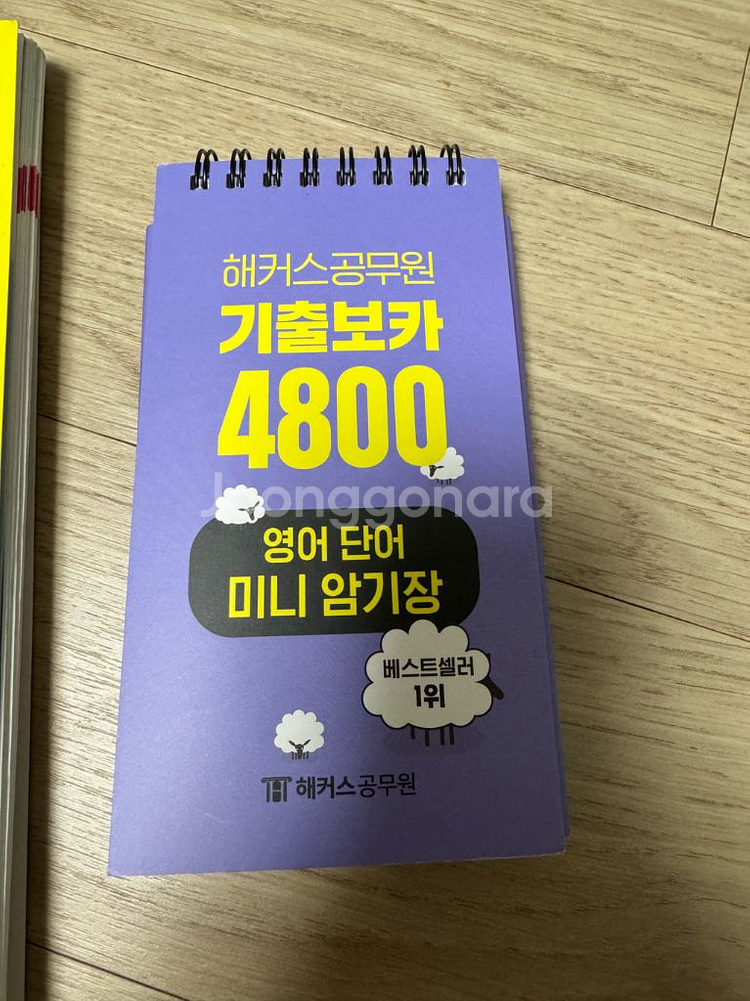 해커스공무원
기출보카
4800
Joonggonara
영어 단어
미니 암기장
베스트셀러
1위
해커스공무원